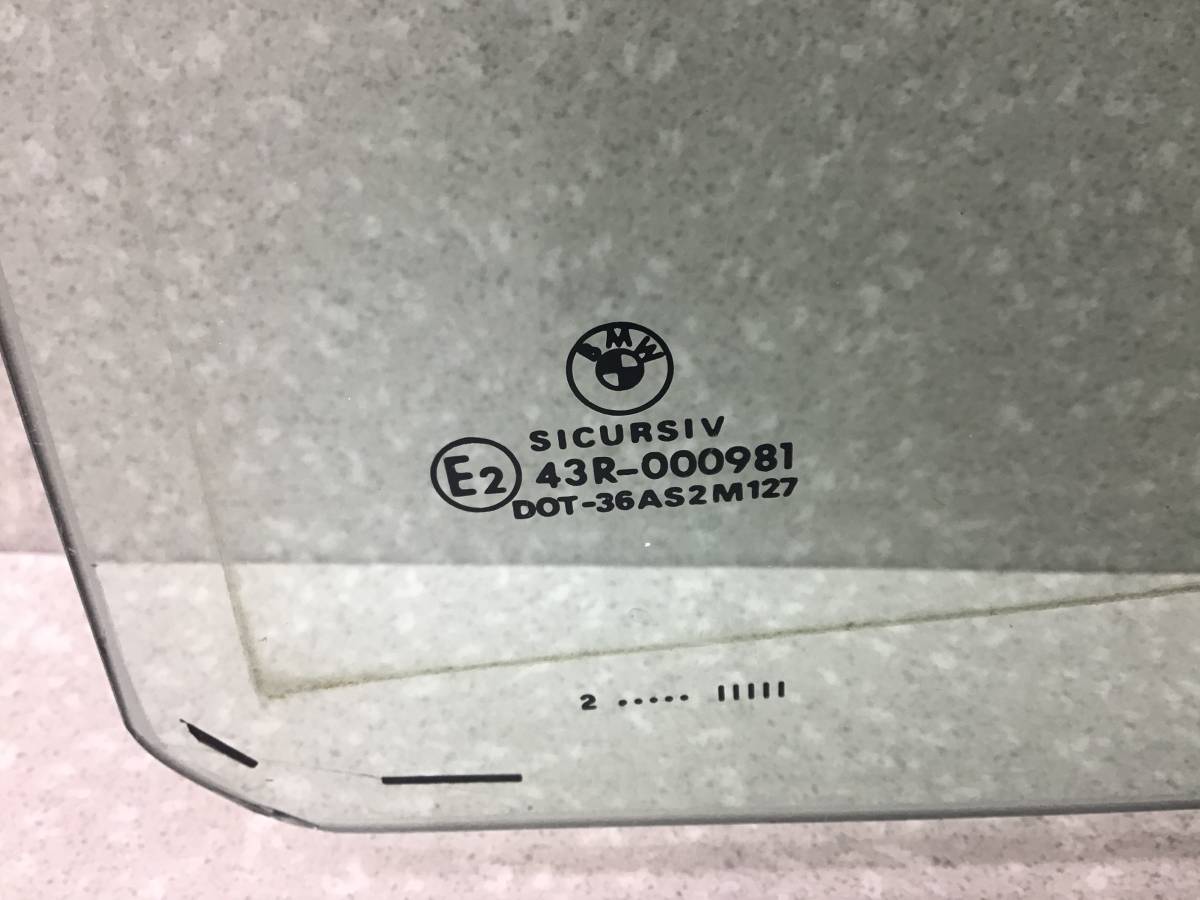 BMW
SICURSIV
E2 43R-000981
DOT-36AS2M127
2 ..... IIIII